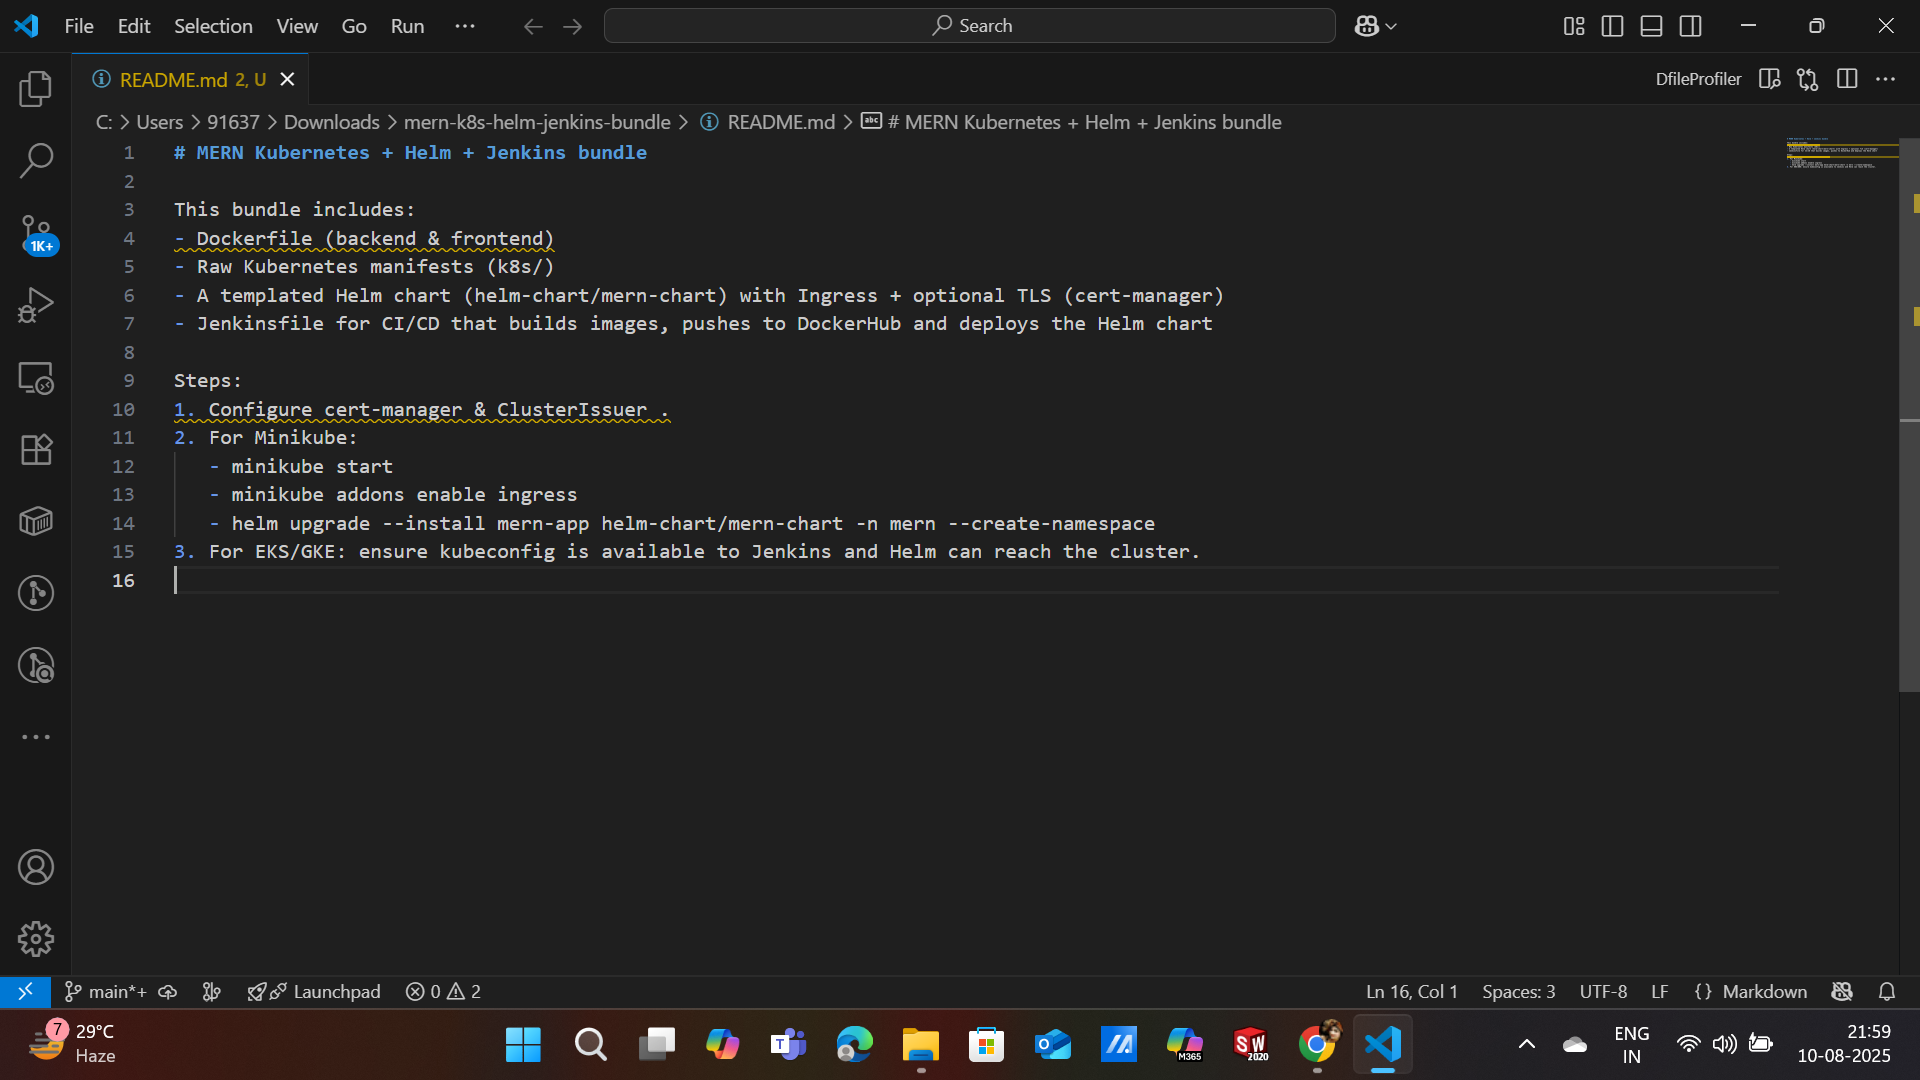 File Edit Selection View Go Run ···
Search
README.md 2, U
DfileProfiler
C: > Users > 91637 > Downloads > mern-k8s-helm-jenkins-bundle > README.md > # MERN Kubernetes + Helm + Jenkins bundle
1 # MERN Kubernetes + Helm + Jenkins bundle
2
3 This bundle includes:
4 - Dockerfile (backend & frontend)
5 - Raw Kubernetes manifests (k8s/)
6 - A templated Helm chart (helm-chart/mern-chart) with Ingress + optional TLS (cert-manager)
7 - Jenkinsfile for CI/CD that builds images, pushes to DockerHub and deploys the Helm chart
8
9 Steps:
10 1. Configure cert-manager & ClusterIssuer .
11 2. For Minikube:
12 - minikube start
13 - minikube addons enable ingress
14 - helm upgrade --install mern-app helm-chart/mern-chart -n mern --create-namespace
15 3. For EKS/GKE: ensure kubeconfig is available to Jenkins and Helm can reach the cluster.
16
1K+
main*+ Launchpad 0 2
Ln 16, Col 1 Spaces: 3 UTF-8 LF {} Markdown
7
29°C
Haze
M365
SW
2020
ENG
IN
21:59
10-08-2025